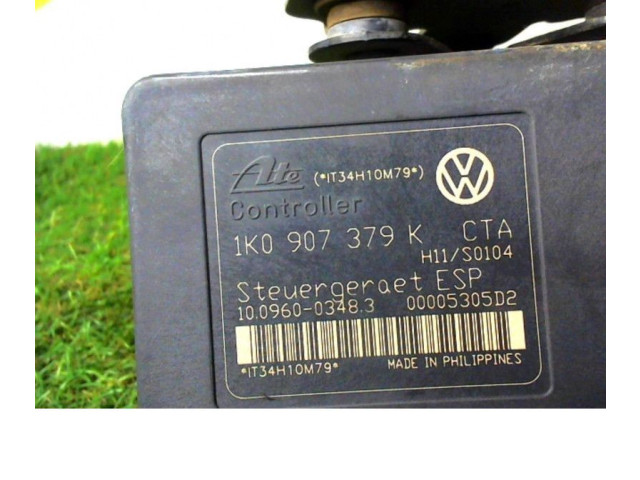 Ate (*IT34H10M79*)
Controller
1K0 907 379 K CTA
H11/S0104
Steuergeraet ESP
10.0960-0348.3 00005305D2
*IT34H10M79* MADE IN PHILIPPINES